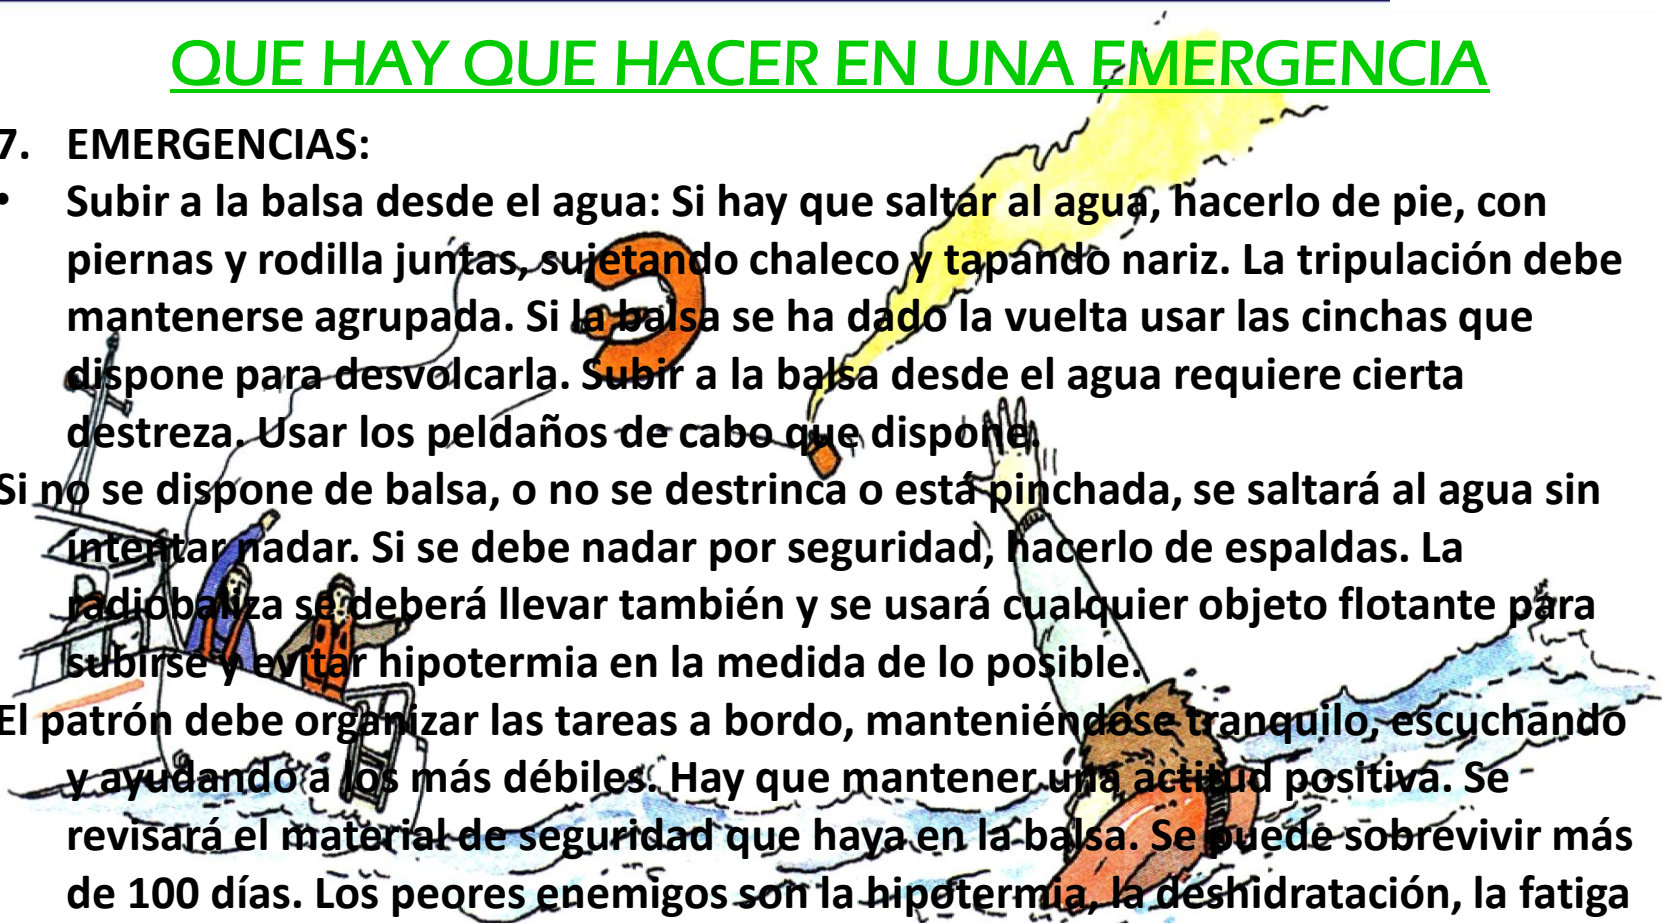 QUE HAY QUE HACER EN UNA EMERGENCIA
7. EMERGENCIAS:
• Subir a la balsa desde el agua: Si hay que saltar al agua, hacerlo de pie, con
piernas y rodilla juntas, sujetando chaleco y tapando nariz. La tripulación debe
mantenerse agrupada. Si la balsa se ha dado la vuelta usar las cinchas que
dispone para desvolcarla. Subir a la balsa desde el agua requiere cierta
destreza. Usar los peldaños de cabo que dispone.
Si no se dispone de balsa, o no se destrinca o está pinchada, se saltará al agua sin
intentar nadar. Si se debe nadar por seguridad, hacerlo de espaldas. La
radiobaliza se deberá llevar también y se usará cualquier objeto flotante para
subirse y evitar hipotermia en la medida de lo posible.
El patrón debe organizar las tareas a bordo, manteniéndose tranquilo, escuchando
y ayudando a los más débiles. Hay que mantener una actitud positiva. Se
revisará el material de seguridad que haya en la balsa. Se puede sobrevivir más
de 100 días. Los peores enemigos son la hipotermia, la deshidratación, la fatiga